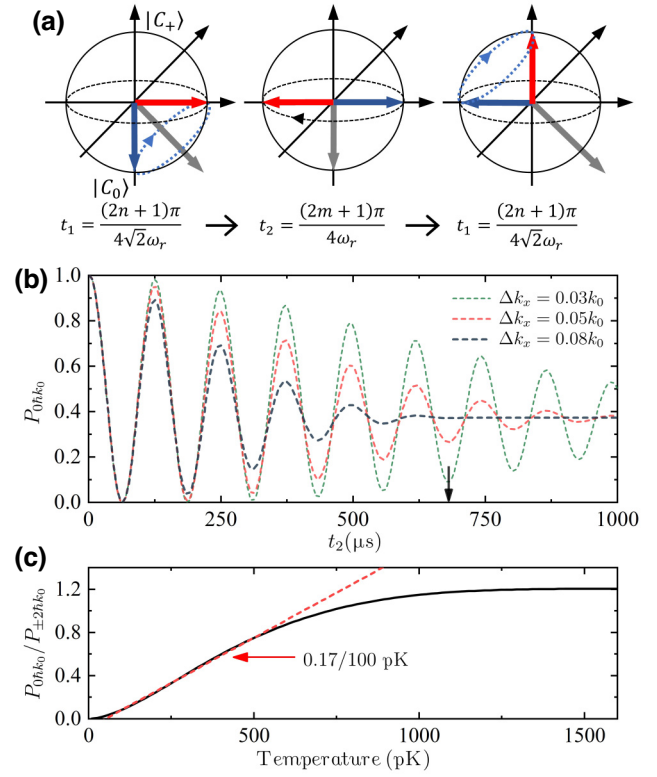 (a)
|C₊⟩
|C₀⟩
t₁ = (2n + 1)π / 4√2ωᵣ → t₂ = (2m + 1)π / 4ωᵣ → t₁ = (2n + 1)π / 4√2ωᵣ
(b)
1.0
0.8
0.6
0.4
0.2
0.0
P₀ℏk₀
Δkₓ = 0.03k₀
Δkₓ = 0.05k₀
Δkₓ = 0.08k₀
0 250 500 750 1000
t₂(μs)
(c)
1.2
0.8
0.4
0.0
P₀ℏk₀/P±₂ℏk₀
0.17/100 pK
0 500 1000 1500
Temperature (pK)